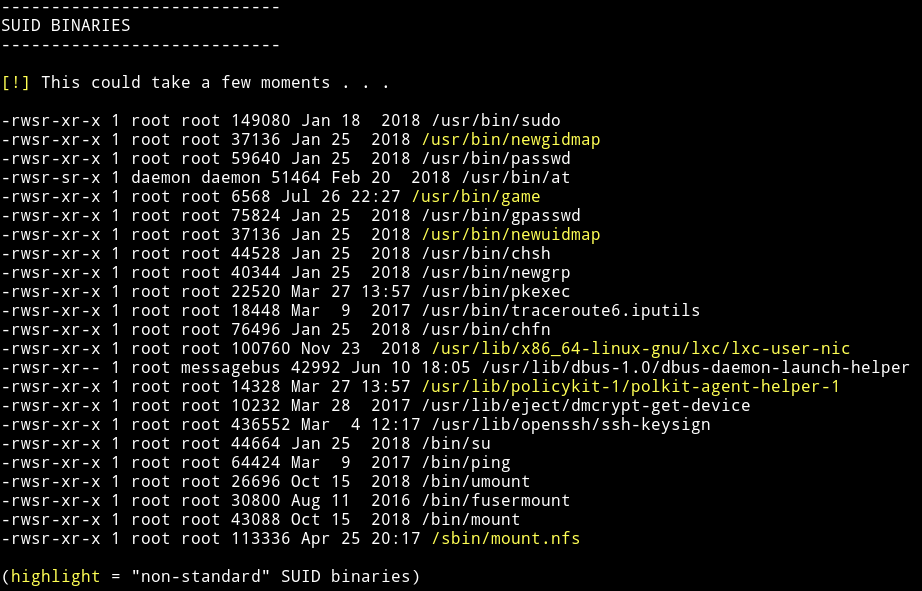 ----------------------------
SUID BINARIES
----------------------------
[!] This could take a few moments . . .
-rwsr-xr-x 1 root root 149080 Jan 18  2018 /usr/bin/sudo
-rwsr-xr-x 1 root root 37136 Jan 25  2018 /usr/bin/newgidmap
-rwsr-xr-x 1 root root 59640 Jan 25  2018 /usr/bin/passwd
-rwsr-sr-x 1 daemon daemon 51464 Feb 20  2018 /usr/bin/at
-rwsr-xr-x 1 root root 6568 Jul 26 22:27 /usr/bin/game
-rwsr-xr-x 1 root root 75824 Jan 25  2018 /usr/bin/gpasswd
-rwsr-xr-x 1 root root 37136 Jan 25  2018 /usr/bin/newuidmap
-rwsr-xr-x 1 root root 44528 Jan 25  2018 /usr/bin/chsh
-rwsr-xr-x 1 root root 40344 Jan 25  2018 /usr/bin/newgrp
-rwsr-xr-x 1 root root 22520 Mar 27 13:57 /usr/bin/pkexec
-rwsr-xr-x 1 root root 18448 Mar  9  2017 /usr/bin/traceroute6.iputils
-rwsr-xr-x 1 root root 76496 Jan 25  2018 /usr/bin/chfn
-rwsr-xr-x 1 root root 100760 Nov 23  2018 /usr/lib/x86_64-linux-gnu/lxc/lxc-user-nic
-rwsr-xr-- 1 root messagebus 42992 Jun 10 18:05 /usr/lib/dbus-1.0/dbus-daemon-launch-helper
-rwsr-xr-x 1 root root 14328 Mar 27 13:57 /usr/lib/policykit-1/polkit-agent-helper-1
-rwsr-xr-x 1 root root 10232 Mar 28  2017 /usr/lib/eject/dmcrypt-get-device
-rwsr-xr-x 1 root root 436552 Mar  4 12:17 /usr/lib/openssh/ssh-keysign
-rwsr-xr-x 1 root root 44664 Jan 25  2018 /bin/su
-rwsr-xr-x 1 root root 64424 Mar  9  2017 /bin/ping
-rwsr-xr-x 1 root root 26696 Oct 15  2018 /bin/umount
-rwsr-xr-x 1 root root 30800 Aug 11  2016 /bin/fusermount
-rwsr-xr-x 1 root root 43088 Oct 15  2018 /bin/mount
-rwsr-xr-x 1 root root 113336 Apr 25 20:17 /sbin/mount.nfs
(highlight = "non-standard" SUID binaries)